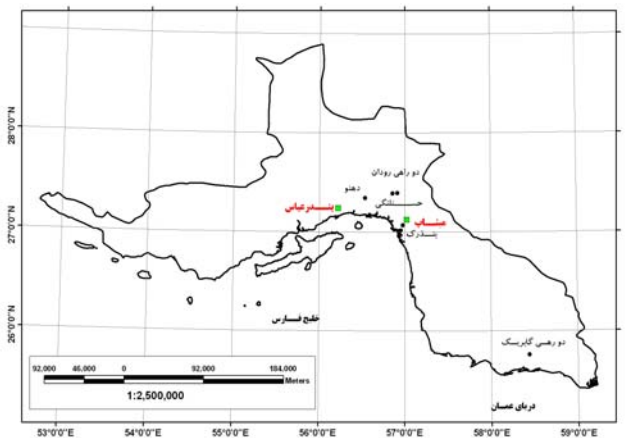 28°0'0"N
27°0'0"N
26°0'0"N
دو راهی رودان
دهنو
جنگی
بندرعباس
میناب
بندرک
خلیج فارس
دو رهی گابریک
دریای عمان
92,000 46,000 0 92,000 184,000
Meters
1:2,500,000
53°0'0"E 54°0'0"E 55°0'0"E 56°0'0"E 57°0'0"E 58°0'0"E 59°0'0"E